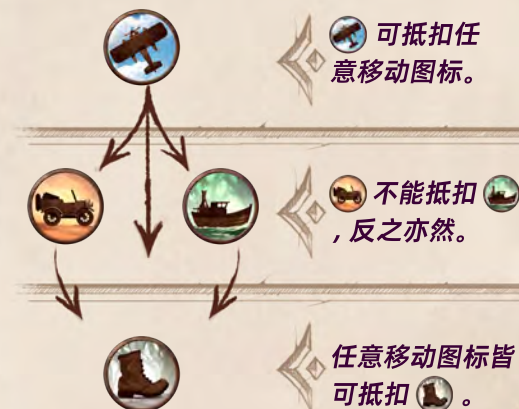 可抵扣任
意移动图标。
不能抵扣
，反之亦然。
任意移动图标皆
可抵扣 。